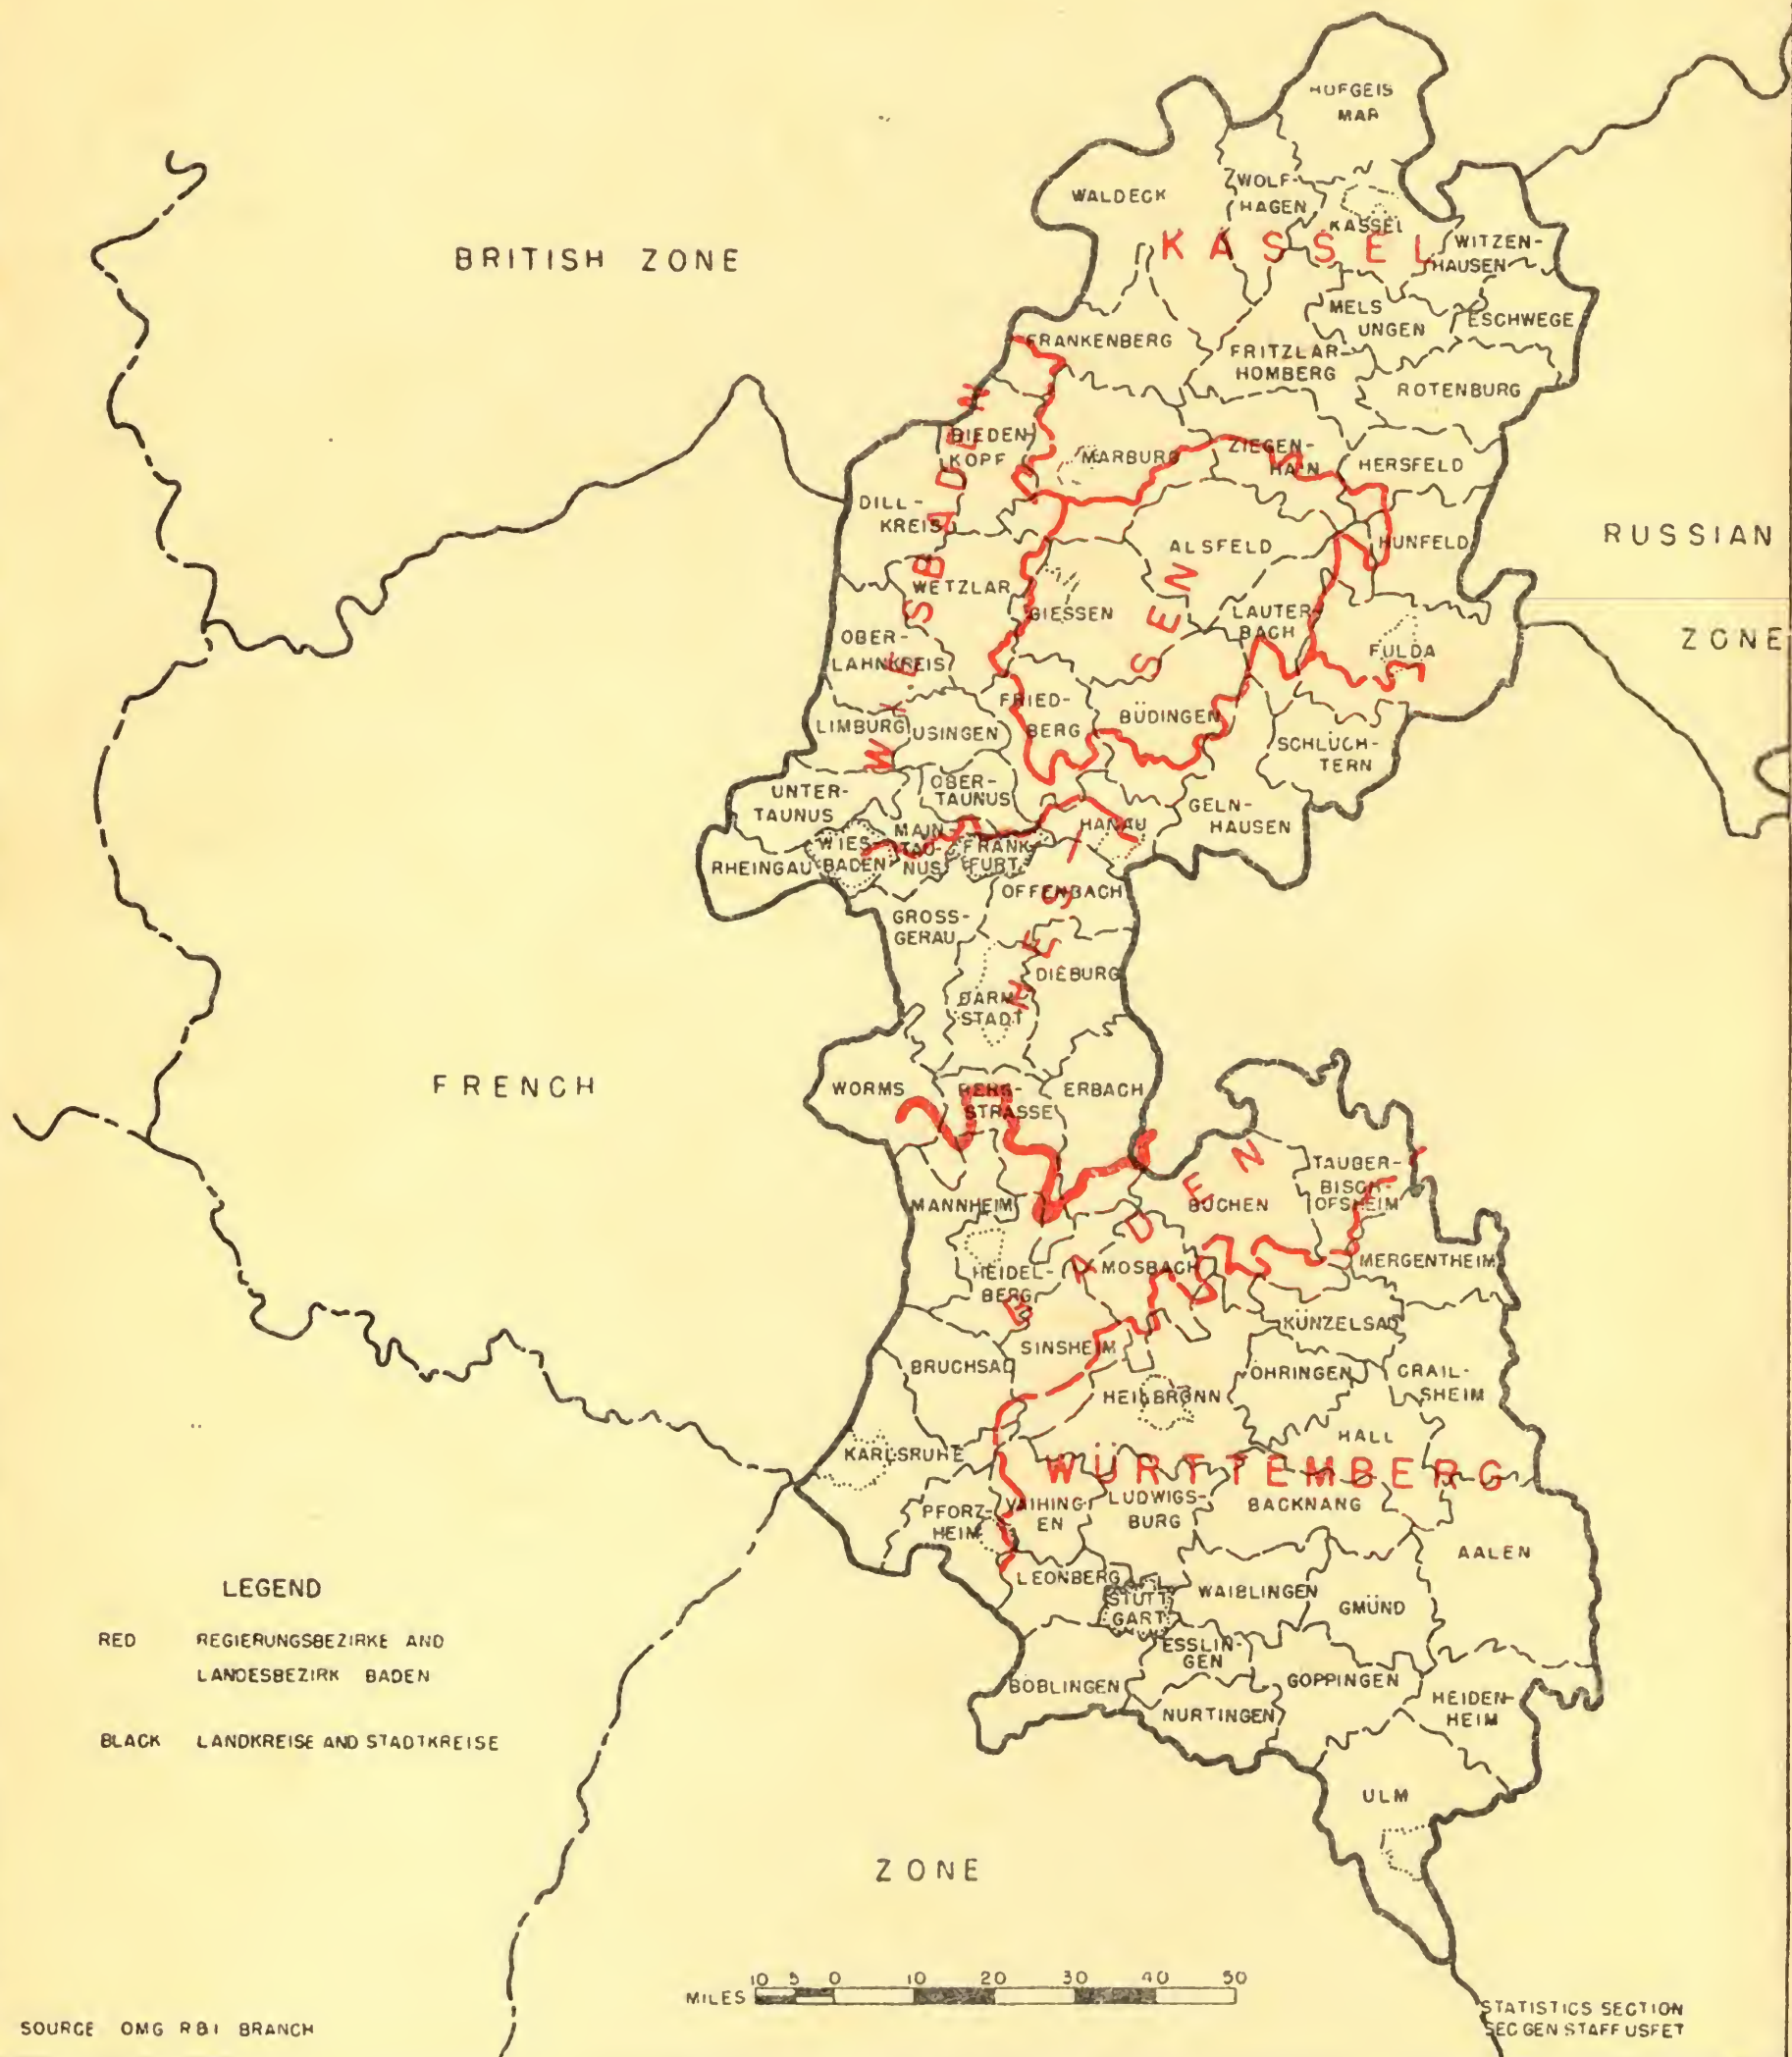 HOFGEIS
MAR
WALDECK
WOLF-
HAGEN
KASSEL
KASSEL
WITZEN-
HAUSEN
BRITISH ZONE
MELS
UNGEN
ESCHWEGE
FRANKENBERG
FRITZLAR-
HOMBERG
ROTENBURG
WIESBADEN
BIEDEN
KOPF
MARBURG
ZIEGEN-
HAIN
HERSFELD
DILL-
KREIS
ALSFELD
HUNFELD
RUSSIAN
ZONE
WETZLAR
GIESSEN
LAUTER-
BACH
FULDA
OBER-
LAHNKREIS
HESSEN
FRIED-
BERG
BÜDINGEN
LIMBURG
USINGEN
SCHLÜCH-
TERN
UNTER-
TAUNUS
OBER-
TAUNUS
GELN-
HAUSEN
HANAU
RHEINGAU
WIES-
BADEN
MAIN-
TAU-
NUS
FRANK
FURT
OFFENBACH
GROSS-
GERAU
DIEBURG
DARM-
STADT
FRENCH
WORMS
BERG-
STRASSE
ERBACH
TAUBER-
BISCH-
OFSHEIM
BUCHEN
MANNHEIM
BADEN
MERGENTHEIM
HEIDEL-
BERG
MOSBACH
KÜNZELSAU
SINSHEIM
BRUCHSAL
ÖHRINGEN
CRAIL-
SHEIM
HEILBRONN
HALL
KARLSRUHE
WÜRTTEMBERG
PFORZ-
HEIM
VAIHING-
EN
LUDWIGS-
BURG
BACKNANG
AALEN
LEONBERG
STUTT
GART
WAIBLINGEN
GMÜND
ESSLIN-
GEN
BÖBLINGEN
GOPPINGEN
NURTINGEN
HEIDEN-
HEIM
ULM
ZONE
LEGEND
RED REGIERUNGSBEZIRKE AND
LANDESBEZIRK BADEN
BLACK LANDKREISE AND STADTKREISE
10 5 0 10 20 30 40 50
MILES
SOURCE OMG RBI BRANCH
STATISTICS SECTION
SEC GEN STAFF USFET